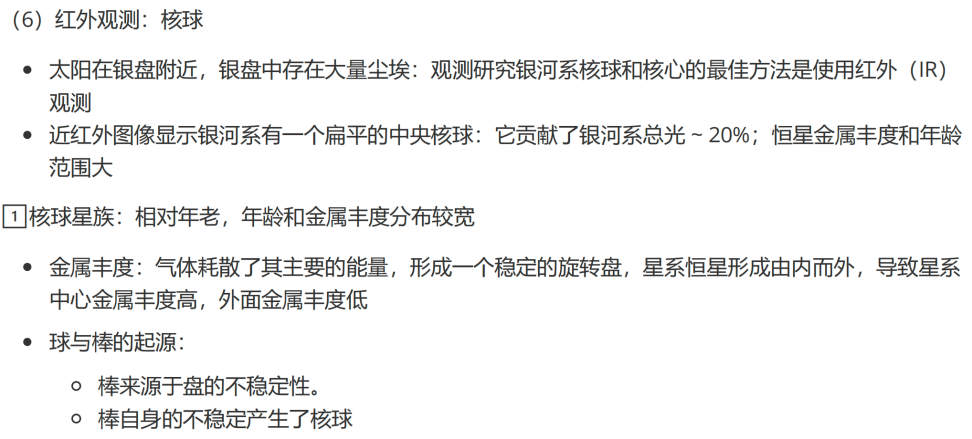 （6）红外观测：核球
• 太阳在银盘附近，银盘中存在大量尘埃：观测研究银河系核球和核心的最佳方法是使用红外（IR）
观测
• 近红外图像显示银河系有一个扁平的中央核球：它贡献了银河系总光 ~ 20%；恒星金属丰度和年龄
范围大
1 核球星族：相对年老，年龄和金属丰度分布较宽
• 金属丰度：气体耗散了其主要的能量，形成一个稳定的旋转盘，星系恒星形成由内而外，导致星系
中心金属丰度高，外面金属丰度低
• 球与棒的起源：
○ 棒来源于盘的不稳定性。
○ 棒自身的不稳定产生了核球